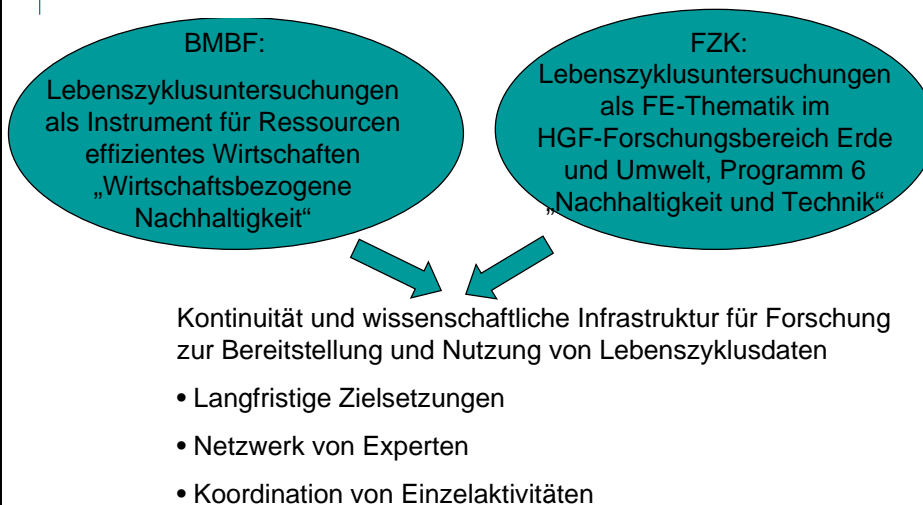 BMBF:
Lebenszyklusuntersuchungen
als Instrument für Ressourcen
effizientes Wirtschaften
„Wirtschaftsbezogene
Nachhaltigkeit“
FZK:
Lebenszyklusuntersuchungen
als FE-Thematik im
HGF-Forschungsbereich Erde
und Umwelt, Programm 6
„Nachhaltigkeit und Technik“
Kontinuität und wissenschaftliche Infrastruktur für Forschung
zur Bereitstellung und Nutzung von Lebenszyklusdaten
• Langfristige Zielsetzungen
• Netzwerk von Experten
• Koordination von Einzelaktivitäten